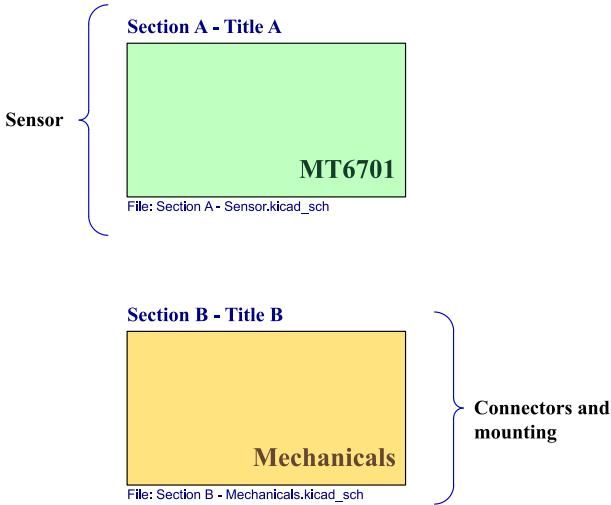 Section A - Title A
Sensor
MT6701
File: Section A - Sensor.kicad_sch
Section B - Title B
Connectors and
mounting
Mechanicals
File: Section B - Mechanicals.kicad_sch